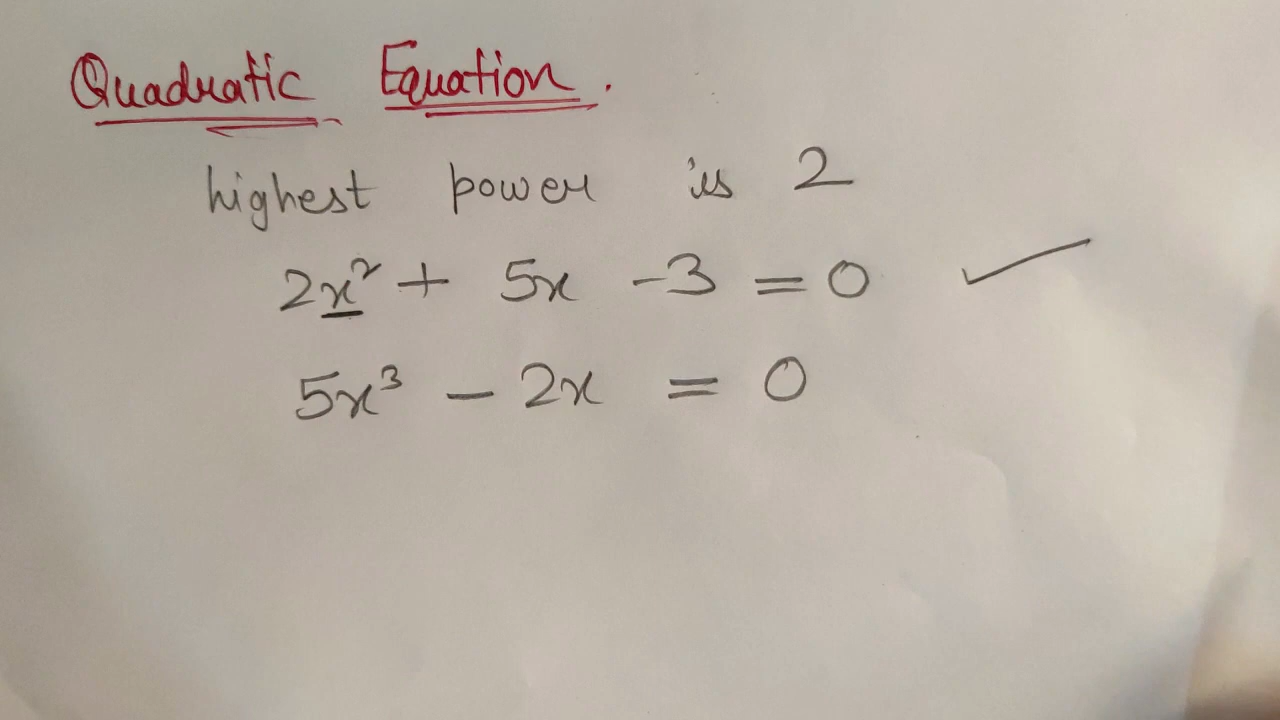 Quadratic Equation.
highest power is 2
2x² + 5x - 3 = 0 ✓
5x³ - 2x = 0